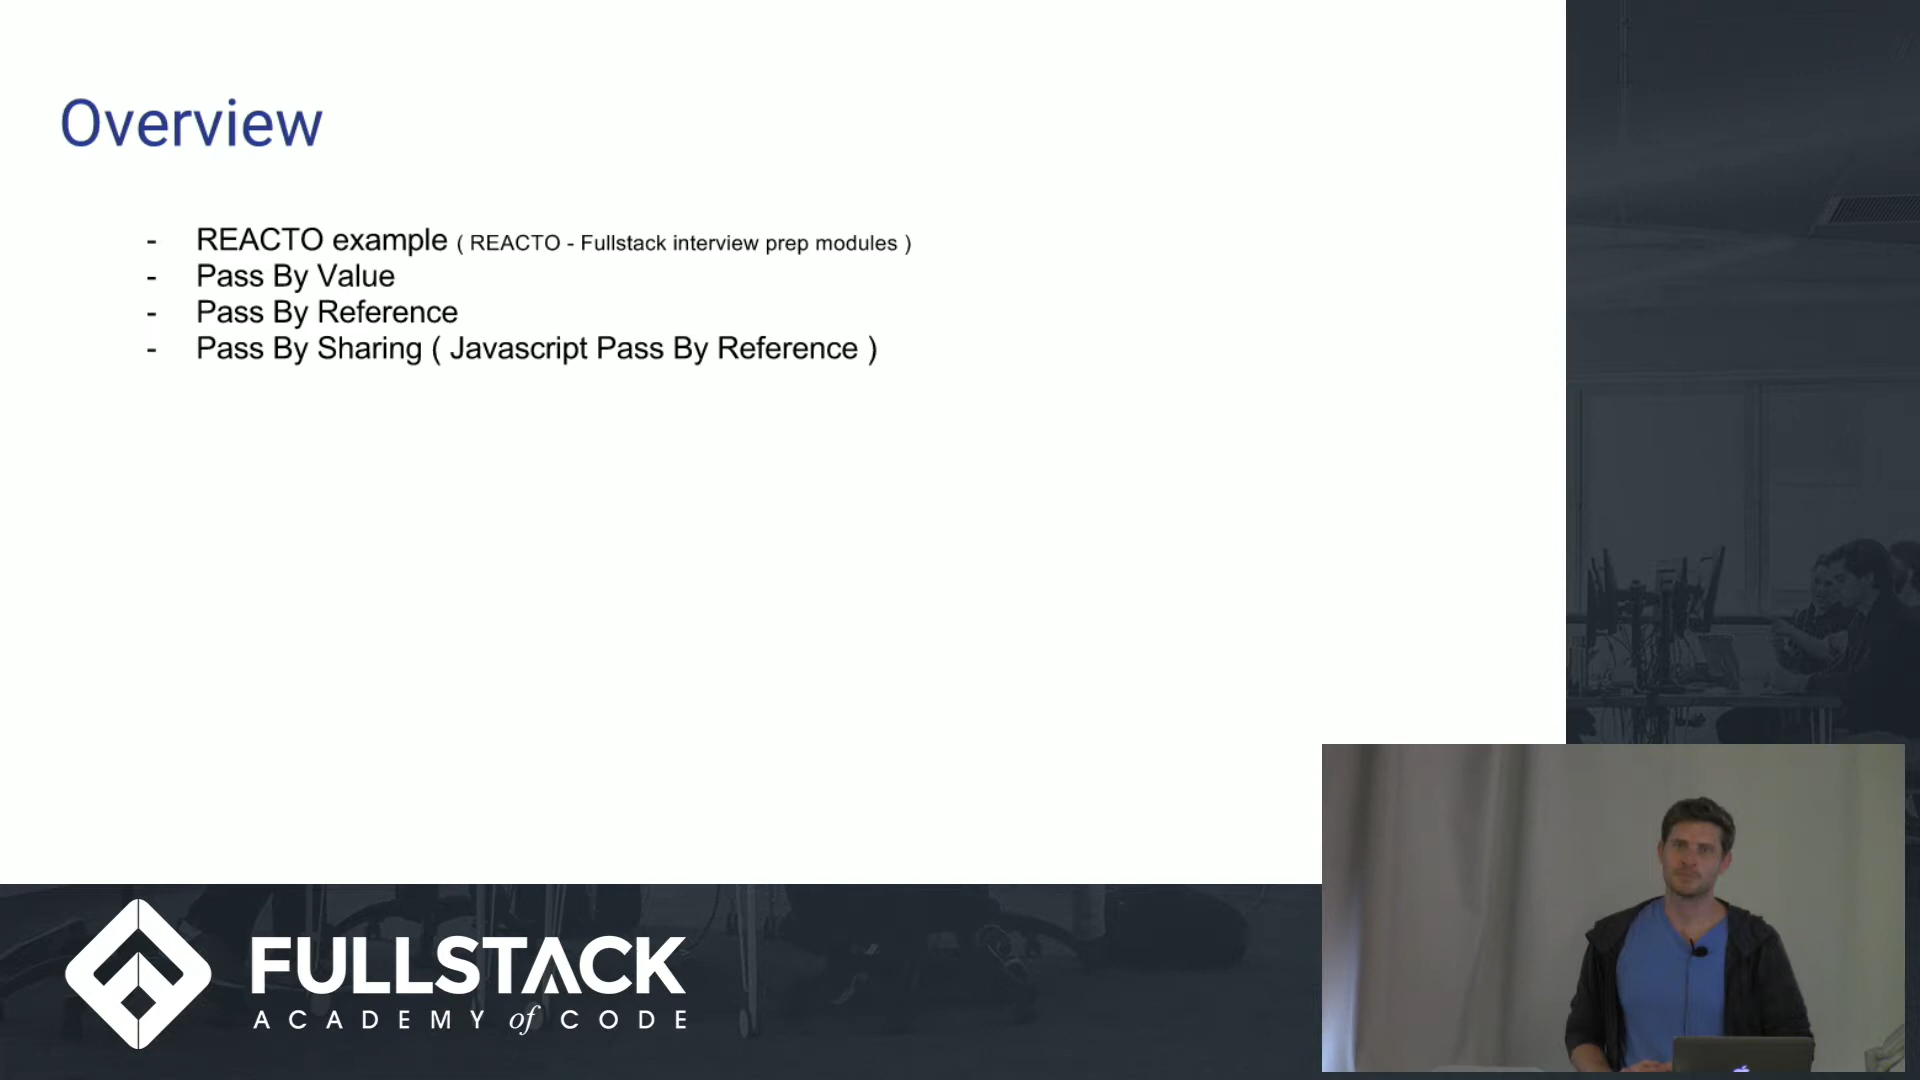 Overview
- REACTO example ( REACTO - Fullstack interview prep modules )
- Pass By Value
- Pass By Reference
- Pass By Sharing ( Javascript Pass By Reference )
FULLSTACK
ACADEMY of CODE